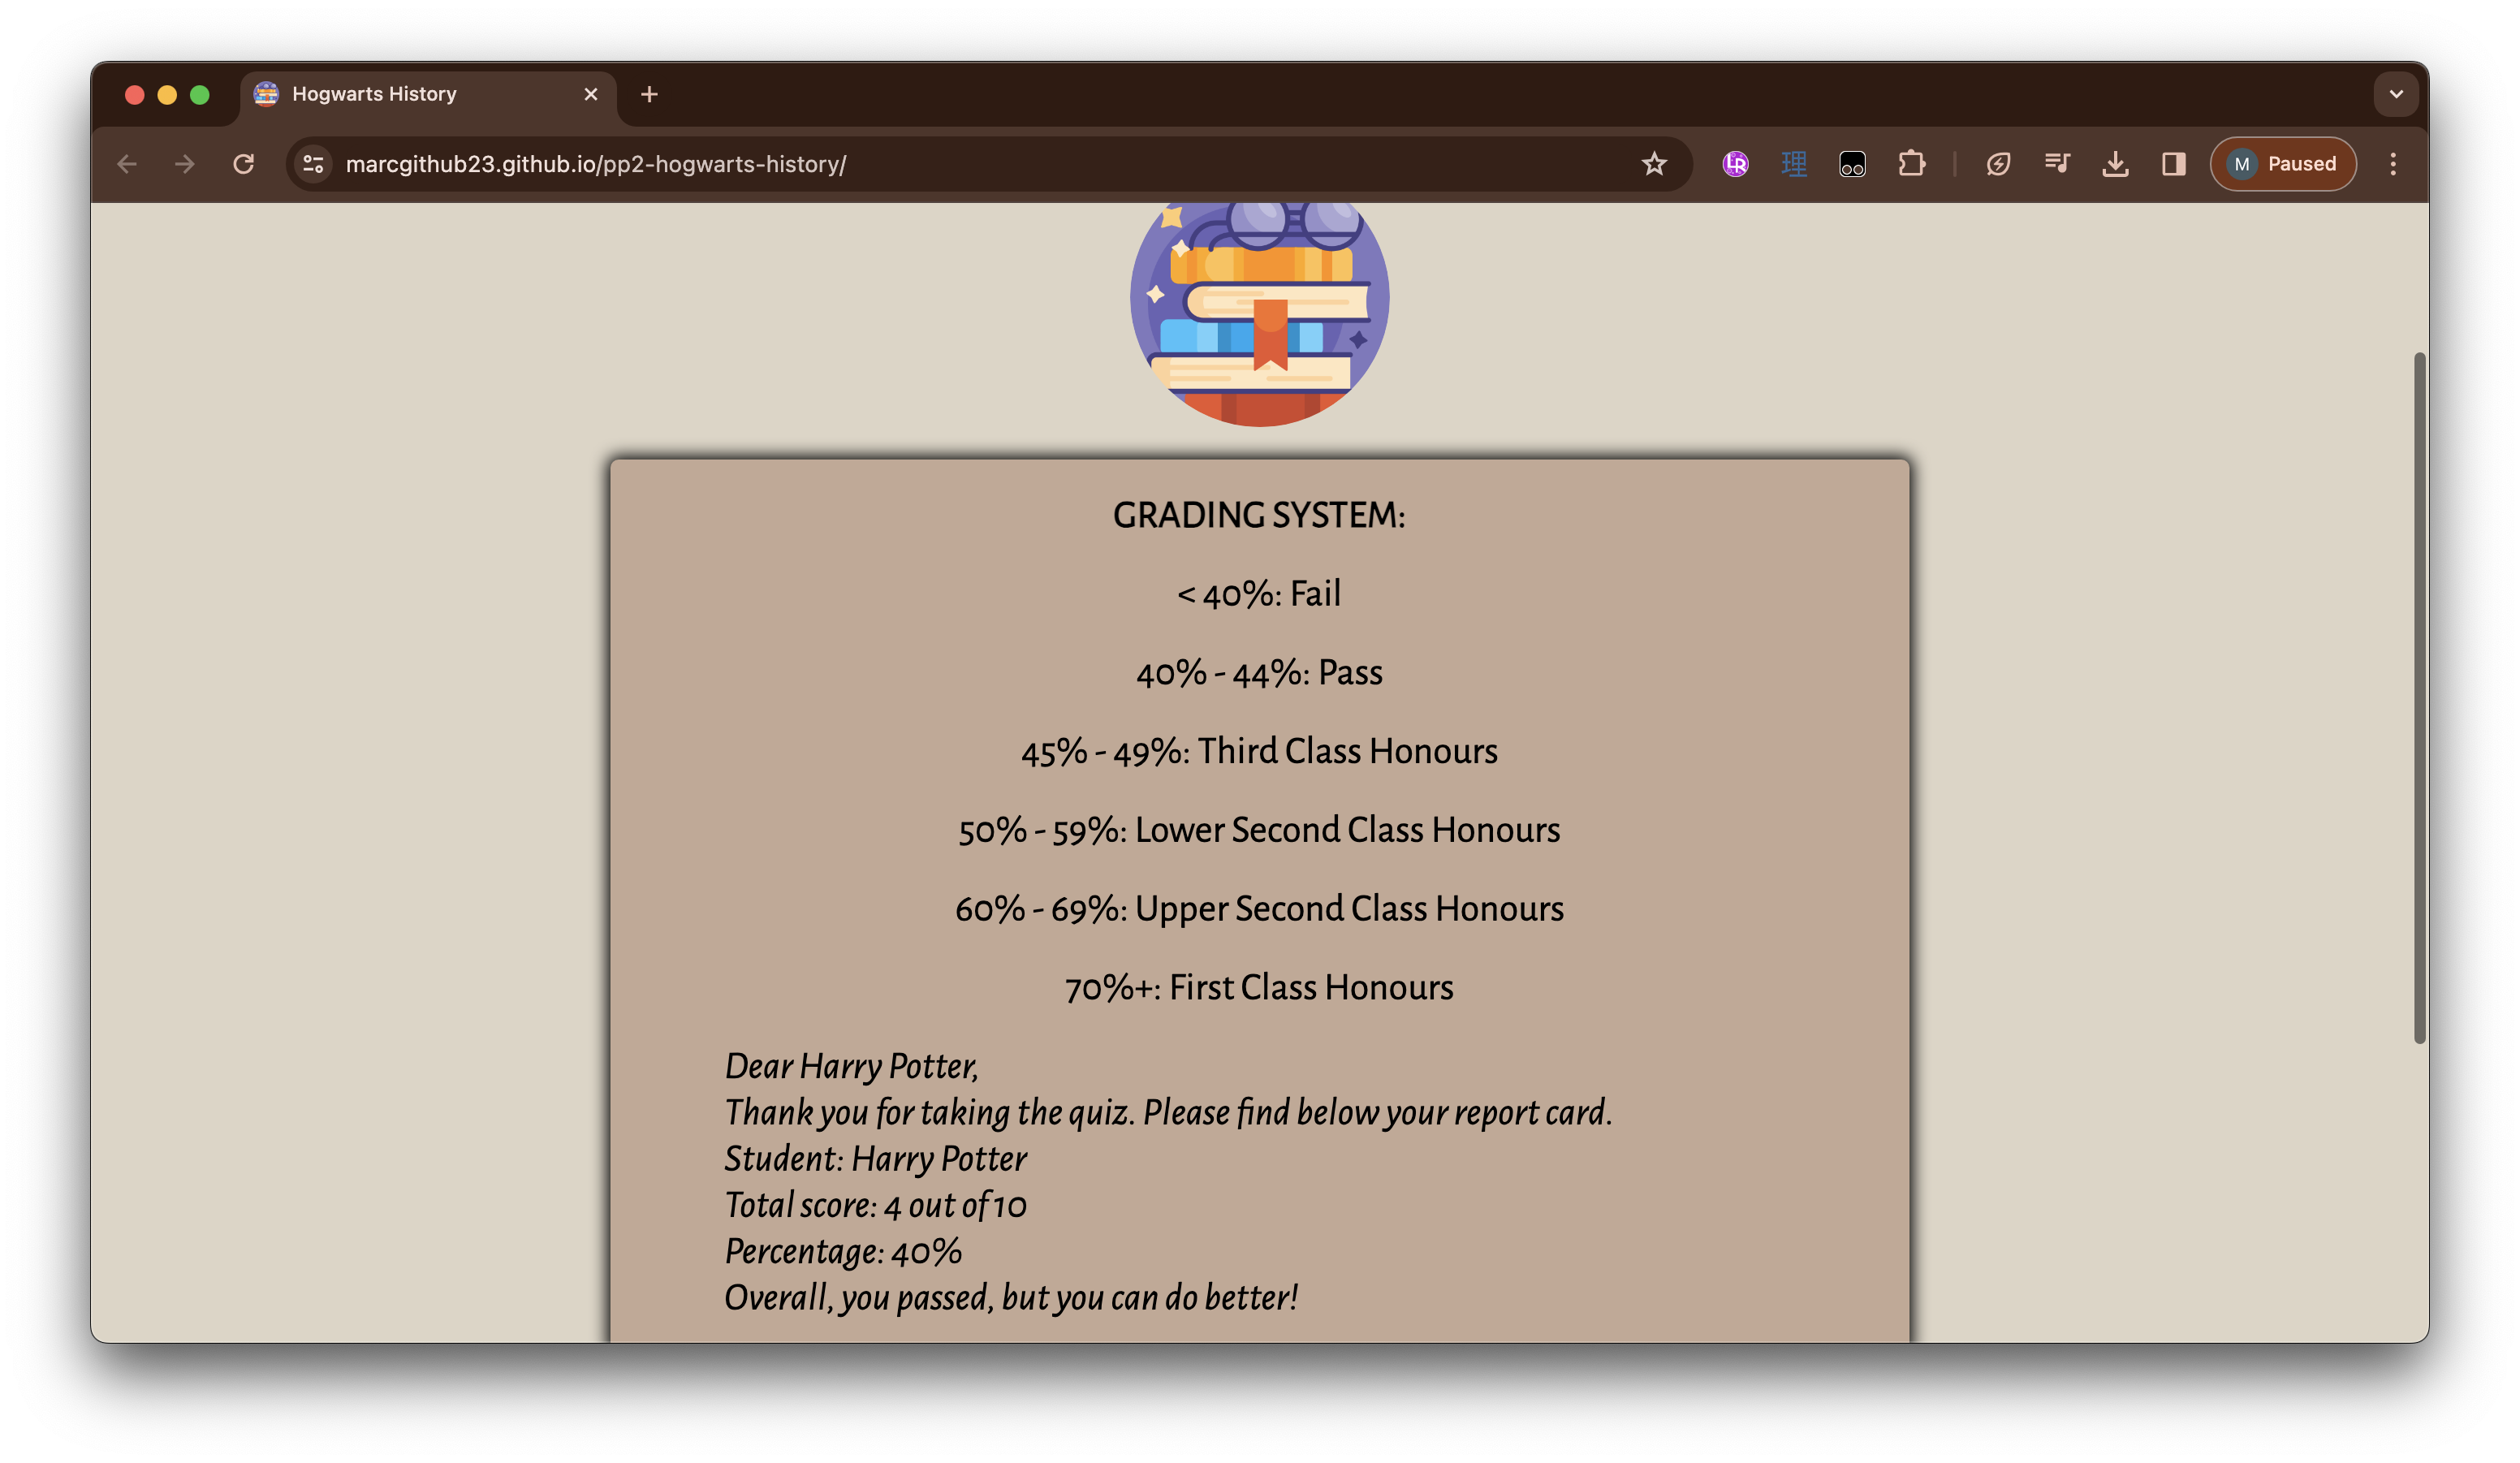 Hogwarts History
marcgithub23.github.io/pp2-hogwarts-history/
理
M Paused
GRADING SYSTEM:
< 40%: Fail
40% - 44%: Pass
45% - 49%: Third Class Honours
50% - 59%: Lower Second Class Honours
60% - 69%: Upper Second Class Honours
70%+: First Class Honours
Dear Harry Potter,
Thank you for taking the quiz. Please find below your report card.
Student: Harry Potter
Total score: 4 out of 10
Percentage: 40%
Overall, you passed, but you can do better!